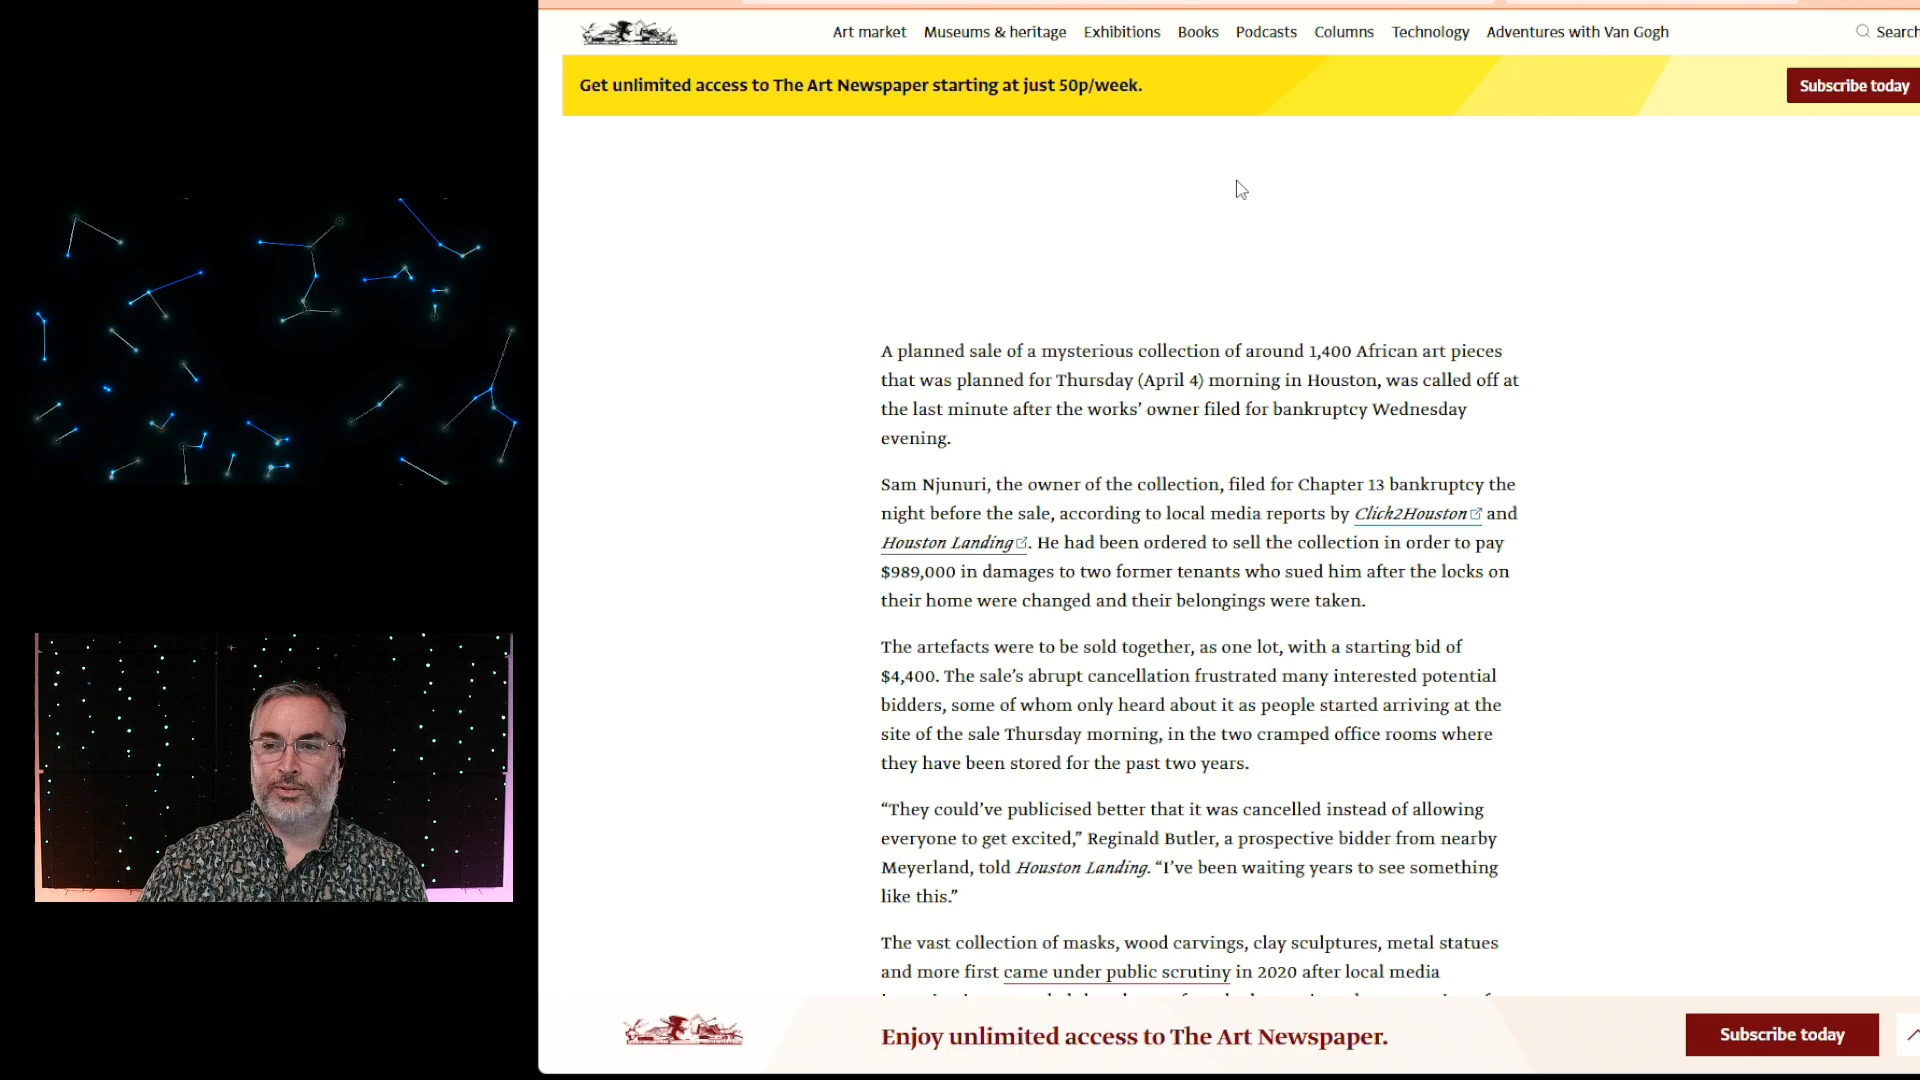 Art market Museums & heritage Exhibitions Books Podcasts Columns Technology Adventures with Van Gogh Search
Get unlimited access to The Art Newspaper starting at just 50p/week.
Subscribe today
A planned sale of a mysterious collection of around 1,400 African art pieces
that was planned for Thursday (April 4) morning in Houston, was called off at
the last minute after the works’ owner filed for bankruptcy Wednesday
evening.
Sam Njunuri, the owner of the collection, filed for Chapter 13 bankruptcy the
night before the sale, according to local media reports by Click2Houston and
Houston Landing. He had been ordered to sell the collection in order to pay
$989,000 in damages to two former tenants who sued him after the locks on
their home were changed and their belongings were taken.
The artefacts were to be sold together, as one lot, with a starting bid of
$4,400. The sale’s abrupt cancellation frustrated many interested potential
bidders, some of whom only heard about it as people started arriving at the
site of the sale Thursday morning, in the two cramped office rooms where
they have been stored for the past two years.
“They could’ve publicised better that it was cancelled instead of allowing
everyone to get excited,” Reginald Butler, a prospective bidder from nearby
Meyerland, told Houston Landing. “I’ve been waiting years to see something
like this.”
The vast collection of masks, wood carvings, clay sculptures, metal statues
and more first came under public scrutiny in 2020 after local media
Enjoy unlimited access to The Art Newspaper.
Subscribe today